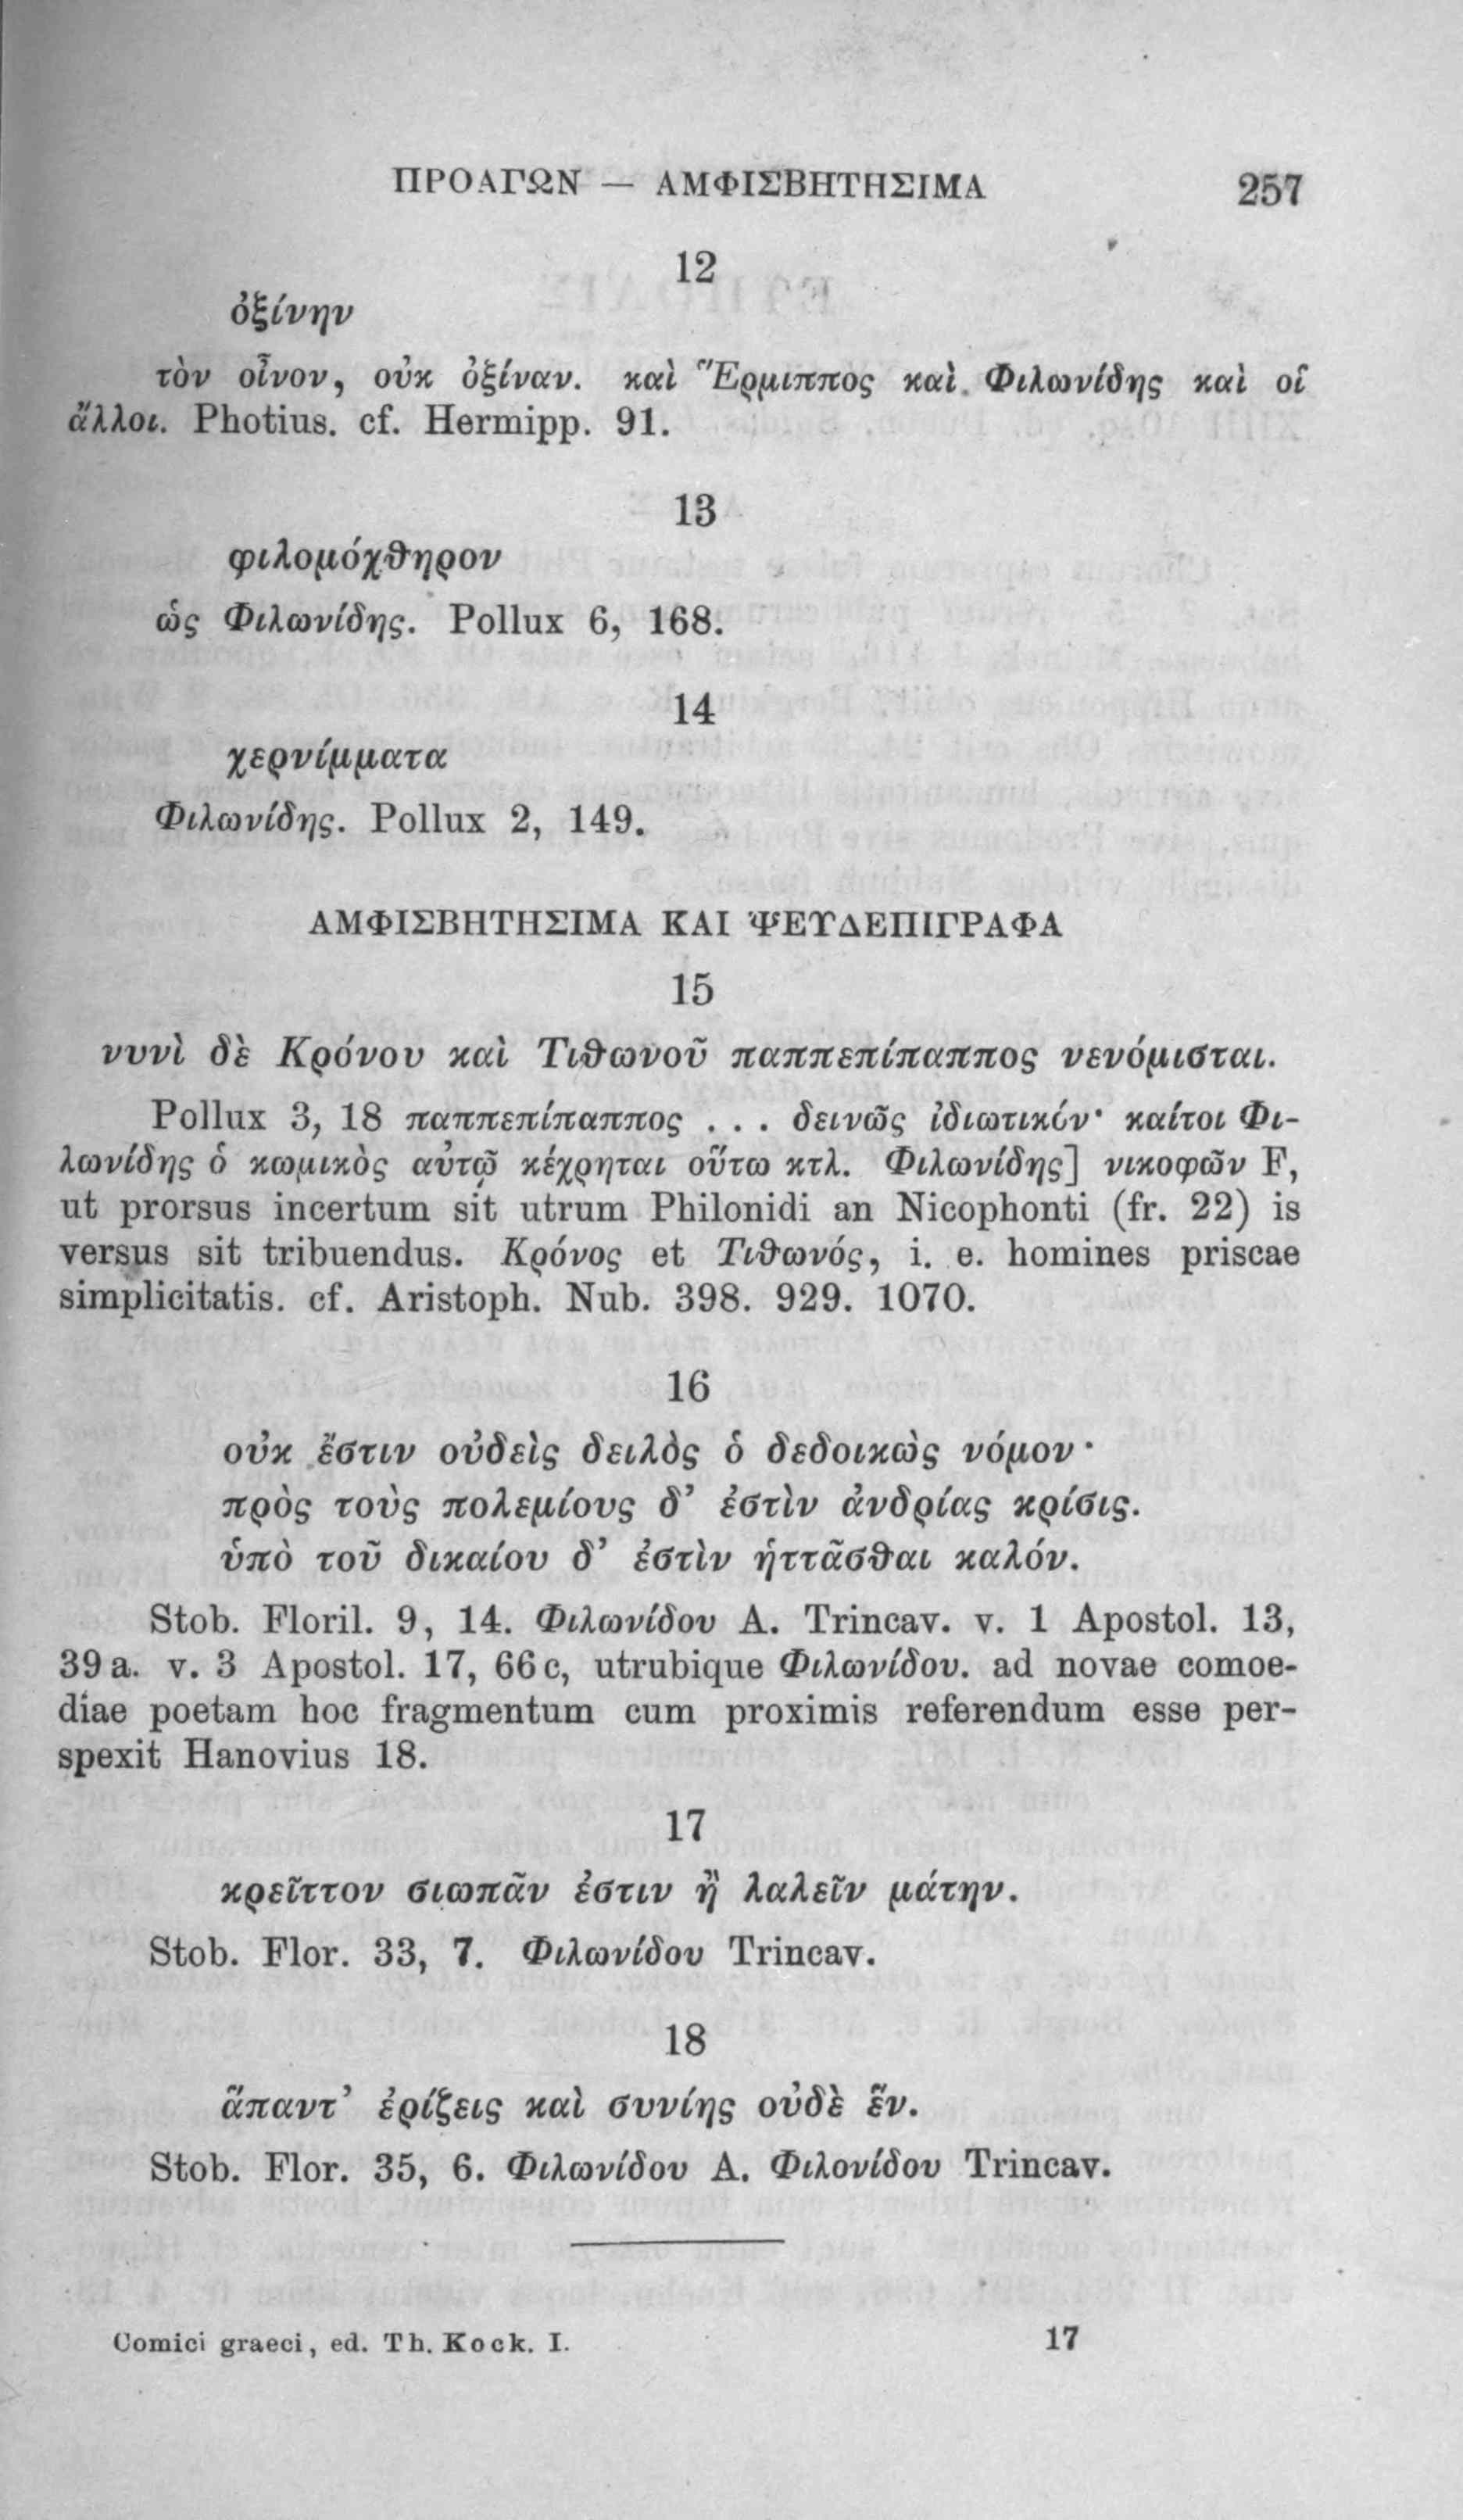 ΠΡΟΑΓΩΝ — ΑΜΦΙΣΒΗΤΗΣΙΜΑ 257
12
ὀξίνην
τὸν οἶνον, οὐκ ὀξίναν. καὶ Ἕρμιππος καὶ Φιλωνίδης καὶ οἱ
ἄλλοι. Photius. cf. Hermipp. 91.
13
φιλομόχθηρον
ὡς Φιλωνίδης. Pollux 6, 168.
14
χερνίμματα
Φιλωνίδης. Pollux 2, 149.
ΑΜΦΙΣΒΗΤΗΣΙΜΑ ΚΑΙ ΨΕΥΔΕΠΙΓΡΑΦΑ
15
νυνὶ δὲ Κρόνου καὶ Τιθωνοῦ παππεπίπαππος νενόμισται.
Pollux 3, 18 παππεπίπαππος . . . δεινῶς ἰδιωτικόν· καίτοι Φι-
λωνίδης ὁ κωμικὸς αὐτῷ κέχρηται οὕτω κτλ. Φιλωνίδης] νικοφῶν F,
ut prorsus incertum sit utrum Philonidi an Nicophonti (fr. 22) is
versus sit tribuendus. Κρόνος et Τιθωνός, i. e. homines priscae
simplicitatis. cf. Aristoph. Nub. 398. 929. 1070.
16
οὐκ ἔστιν οὐδεὶς δειλὸς ὁ δεδοικὼς νόμον·
πρὸς τοὺς πολεμίους δ’ ἐστὶν ἀνδρίας κρίσις.
ὑπὸ τοῦ δικαίου δ’ ἐστὶν ἡττᾶσθαι καλόν.
Stob. Floril. 9, 14. Φιλωνίδου A. Trincav. v. 1 Apostol. 13,
39 a. v. 3 Apostol. 17, 66 c, utrubique Φιλωνίδου. ad novae comoe-
diae poetam hoc fragmentum cum proximis referendum esse per-
spexit Hanovius 18.
17
κρεῖττον σιωπᾶν ἐστιν ἢ λαλεῖν μάτην.
Stob. Flor. 33, 7. Φιλωνίδου Trincav.
18
ἅπαντ’ ἐρίζεις καὶ συνίης οὐδὲ ἕν.
Stob. Flor. 35, 6. Φιλωνίδου A. Φιλονίδου Trincav.
Comici graeci, ed. Th. Kock. I. 17